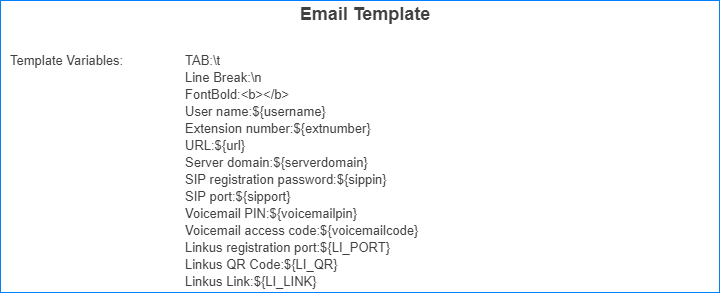 Email Template
Template Variables: TAB:\t
Line Break:\n
FontBold:<b></b>
User name:${username}
Extension number:${extnumber}
URL:${url}
Server domain:${serverdomain}
SIP registration password:${sippin}
SIP port:${sipport}
Voicemail PIN:${voicemailpin}
Voicemail access code:${voicemailcode}
Linkus registration port:${LI_PORT}
Linkus QR Code:${LI_QR}
Linkus Link:${LI_LINK}